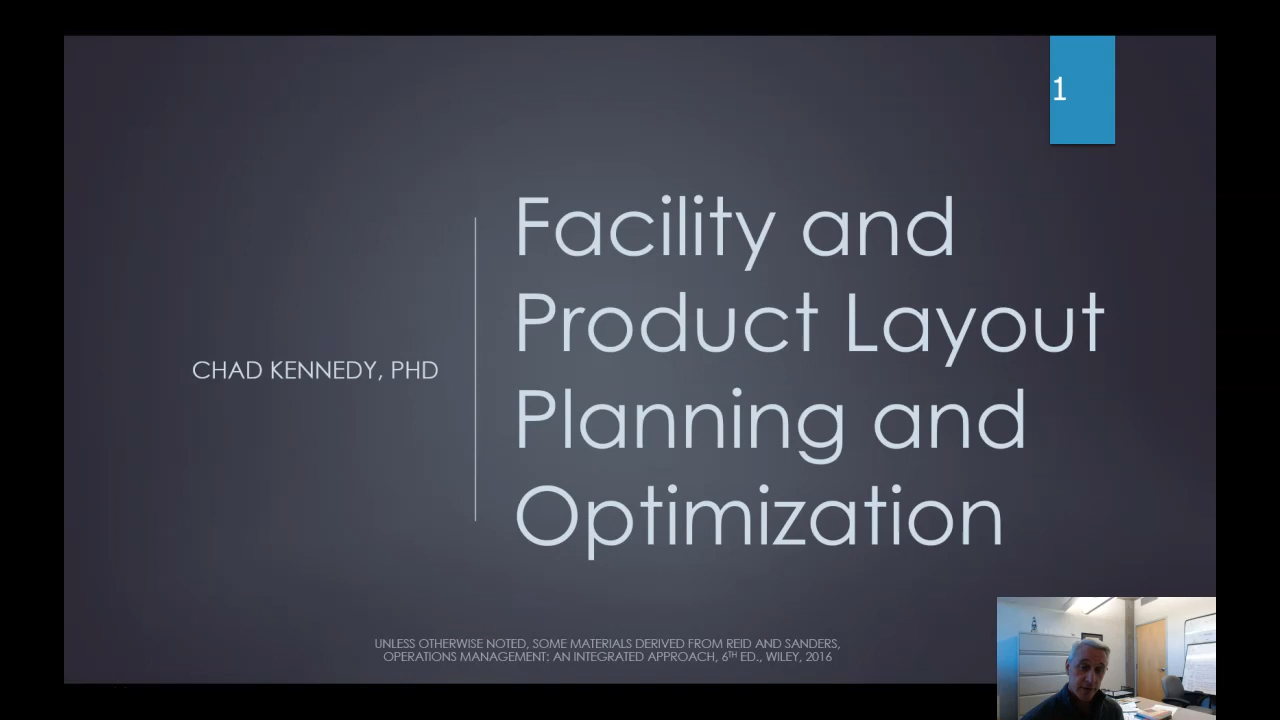 1
Facility and
Product Layout
Planning and
Optimization
CHAD KENNEDY, PHD
UNLESS OTHERWISE NOTED, SOME MATERIALS DERIVED FROM REID AND SANDERS,
OPERATIONS MANAGEMENT: AN INTEGRATED APPROACH, 6TH ED., WILEY, 2016